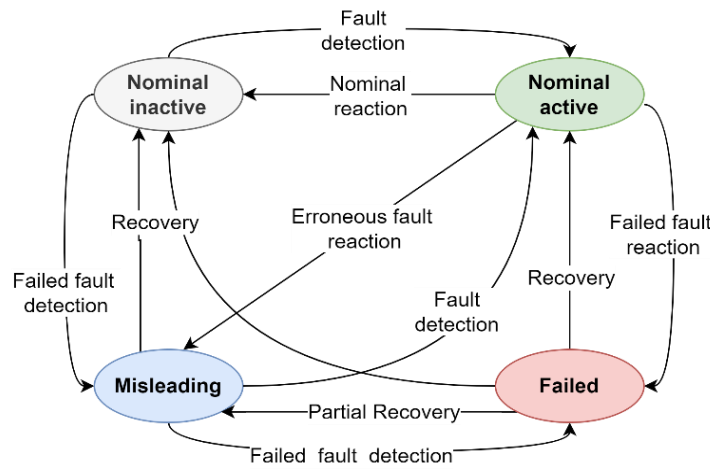 Fault
detection
Nominal
inactive
Nominal
reaction
Nominal
active
Recovery
Erroneous fault
reaction
Failed fault
reaction
Failed fault
detection
Fault
detection
Recovery
Misleading
Partial Recovery
Failed
Failed fault detection